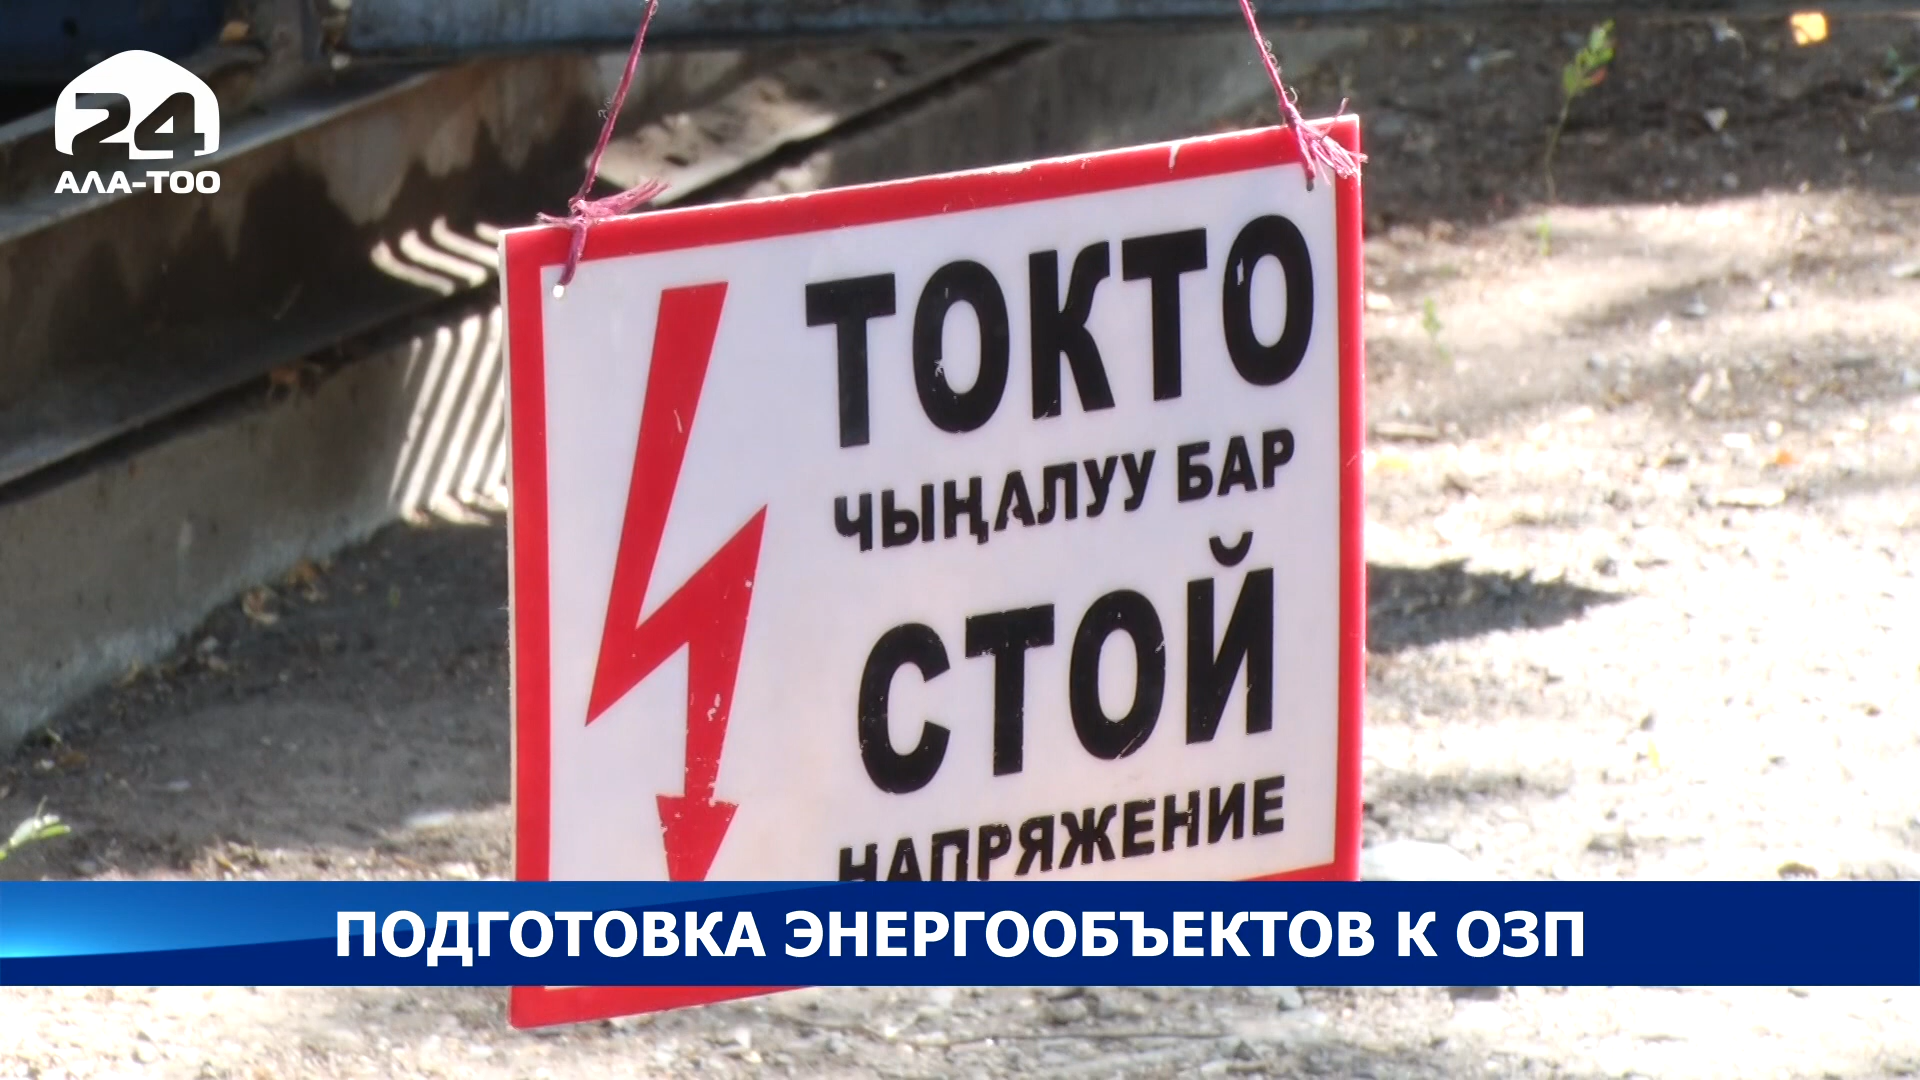 24
АЛА-ТОО
ТОКТО
ЧЫҢАЛУУ БАР
СТОЙ
НАПРЯЖЕНИЕ
ПОДГОТОВКА ЭНЕРГООБЪЕКТОВ К ОЗП